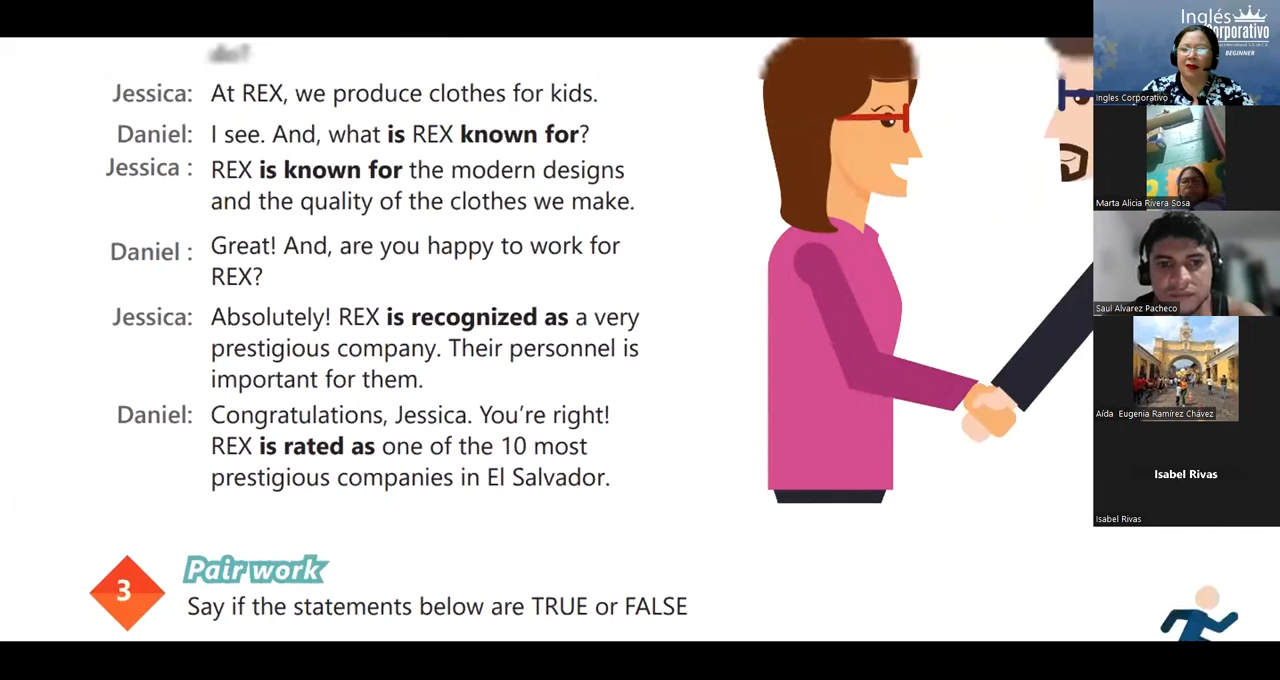 do?
Jessica: At REX, we produce clothes for kids.
Daniel: I see. And, what is REX known for?
Jessica : REX is known for the modern designs
and the quality of the clothes we make.
Daniel : Great! And, are you happy to work for
REX?
Jessica: Absolutely! REX is recognized as a very
prestigious company. Their personnel is
important for them.
Daniel: Congratulations, Jessica. You’re right!
REX is rated as one of the 10 most
prestigious companies in El Salvador.
3
Pair work
Say if the statements below are TRUE or FALSE
Inglés
Corporativo
BEGINNER
Ingles Corporativo
Marta Alicia Rivera Sosa
Saul Alvarez Pacheco
Aída Eugenia Ramírez Chávez
Isabel Rivas
Isabel Rivas